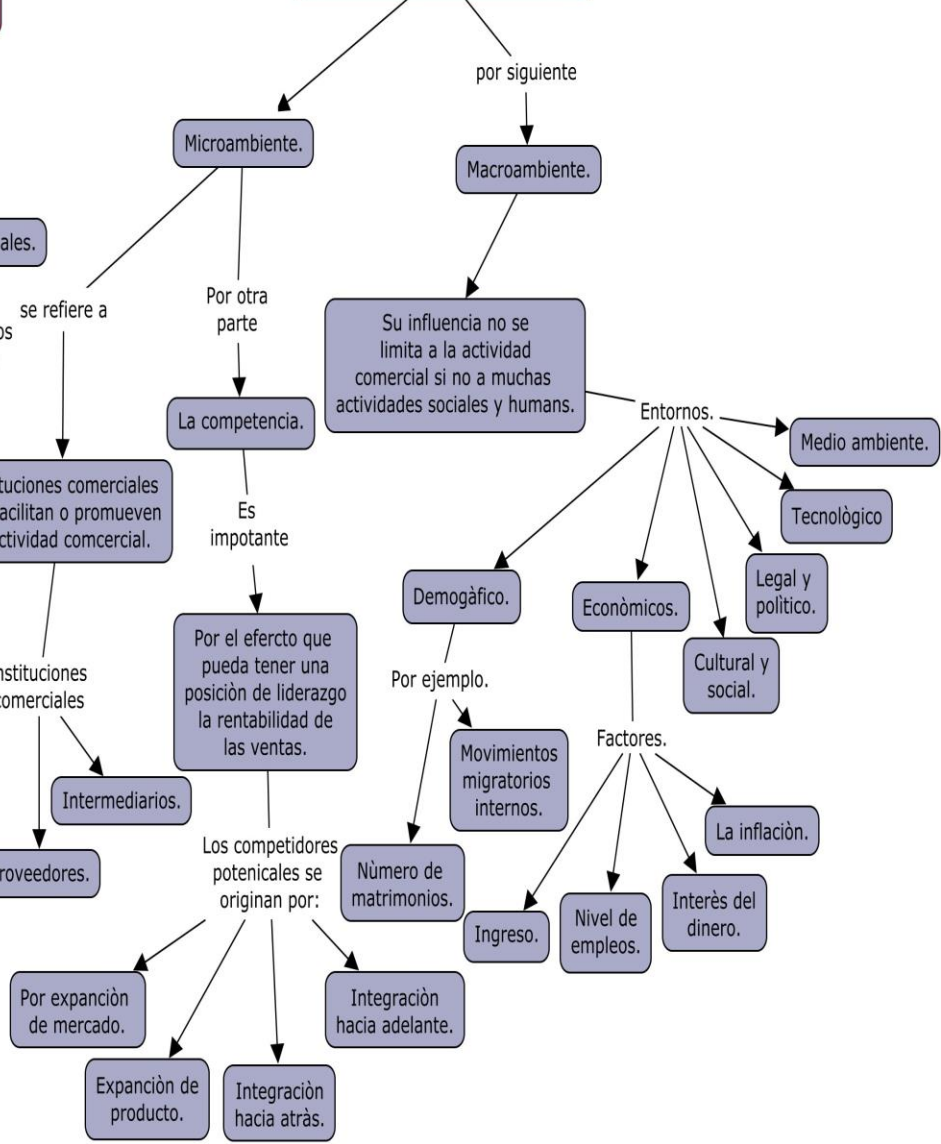 por siguiente
Microambiente.
Macroambiente.
ales.
se refiere a
os
Por otra
parte
Su influencia no se
limita a la actividad
comercial si no a muchas
actividades sociales y humans.
La competencia.
Entornos.
Medio ambiente.
Tecnològico
Legal y
polìtico.
Cultural y
social.
Econòmicos.
Demogàfico.
tuciones comerciales
acilitan o promueven
ctividad comcercial.
Es
impotante
Por el efercto que
pueda tener una
posiciòn de liderazgo
la rentabilidad de
las ventas.
Por ejemplo.
Movimientos
migratorios
internos.
Nùmero de
matrimonios.
Factores.
La inflaciòn.
Interès del
dinero.
Nivel de
empleos.
Ingreso.
nstituciones
comerciales
Intermediarios.
roveedores.
Los competidores
potenicales se
originan por:
Por expanciòn
de mercado.
Expanciòn de
producto.
Integraciòn
hacia atràs.
Integraciòn
hacia adelante.